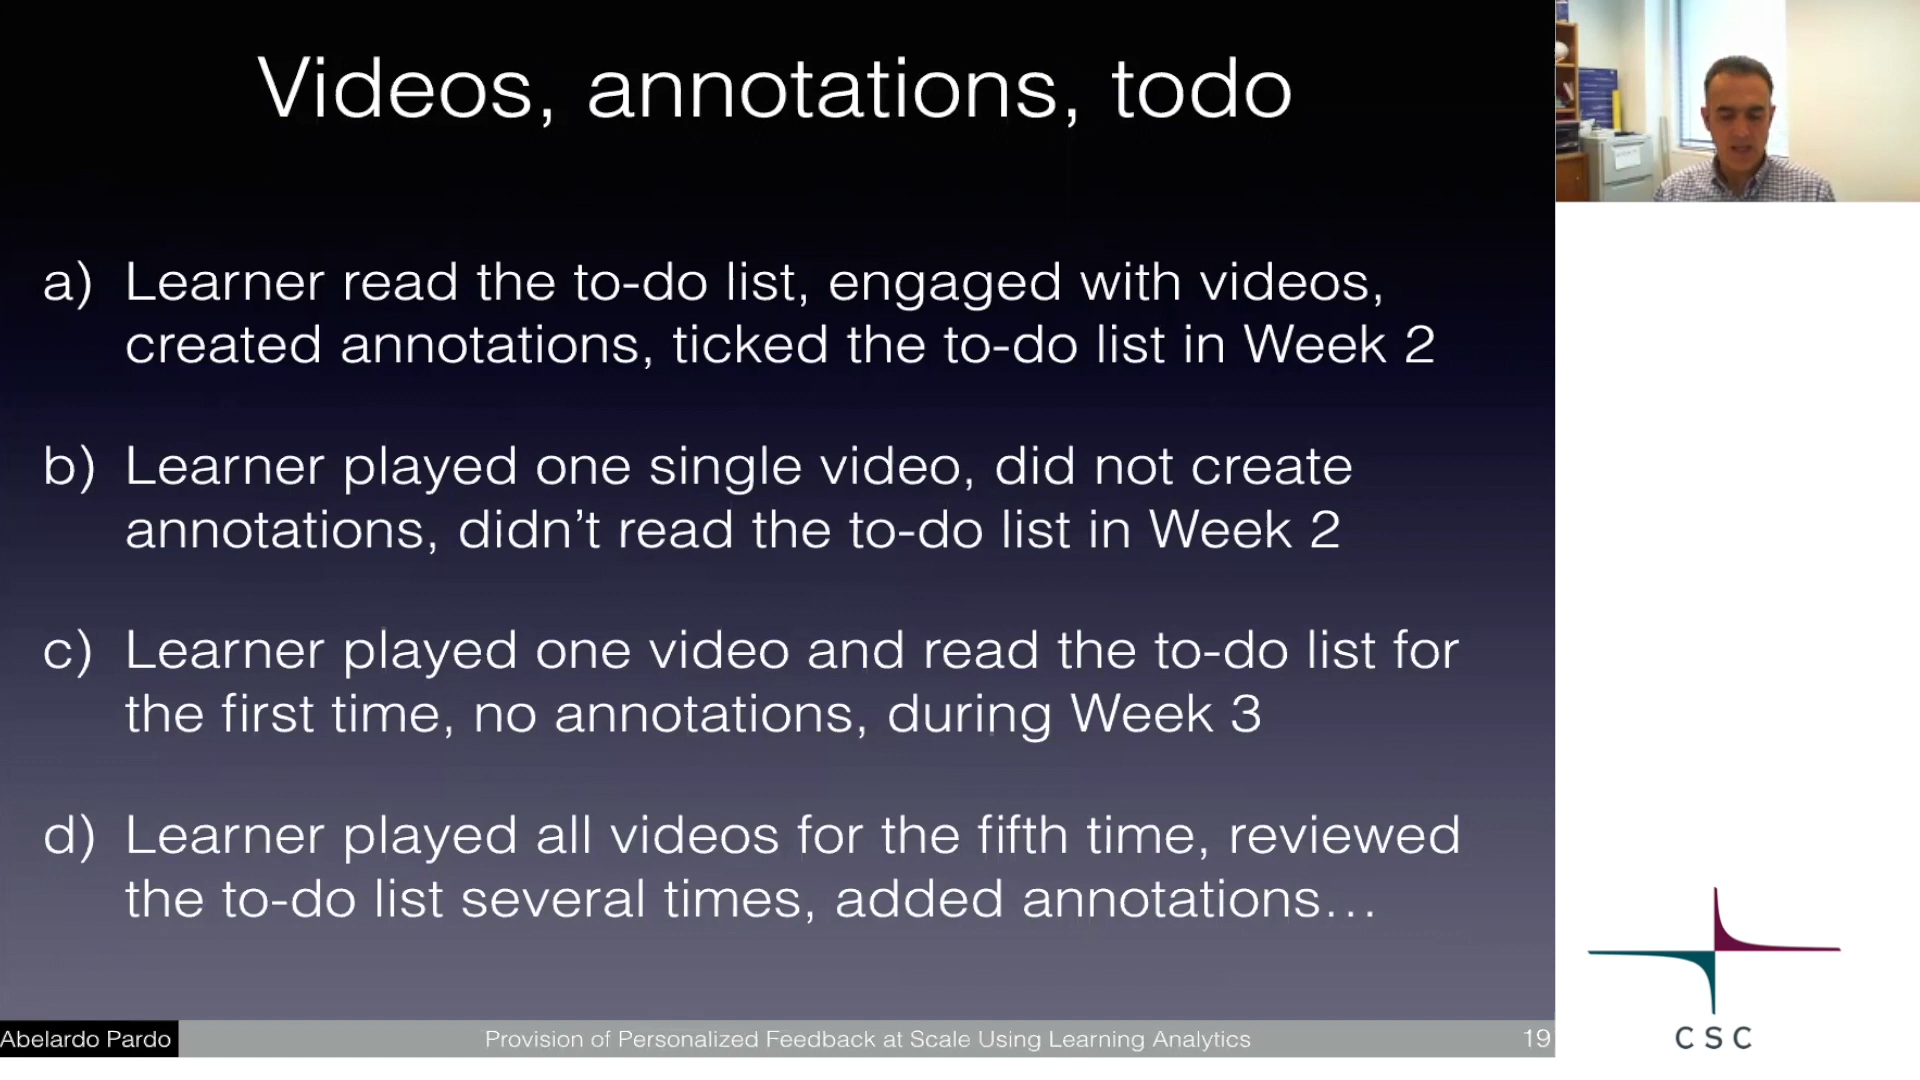 Videos, annotations, todo
a) Learner read the to-do list, engaged with videos,
created annotations, ticked the to-do list in Week 2
b) Learner played one single video, did not create
annotations, didn’t read the to-do list in Week 2
c) Learner played one video and read the to-do list for
the first time, no annotations, during Week 3
d) Learner played all videos for the fifth time, reviewed
the to-do list several times, added annotations…
Abelardo Pardo
Provision of Personalized Feedback at Scale Using Learning Analytics
19
CSC